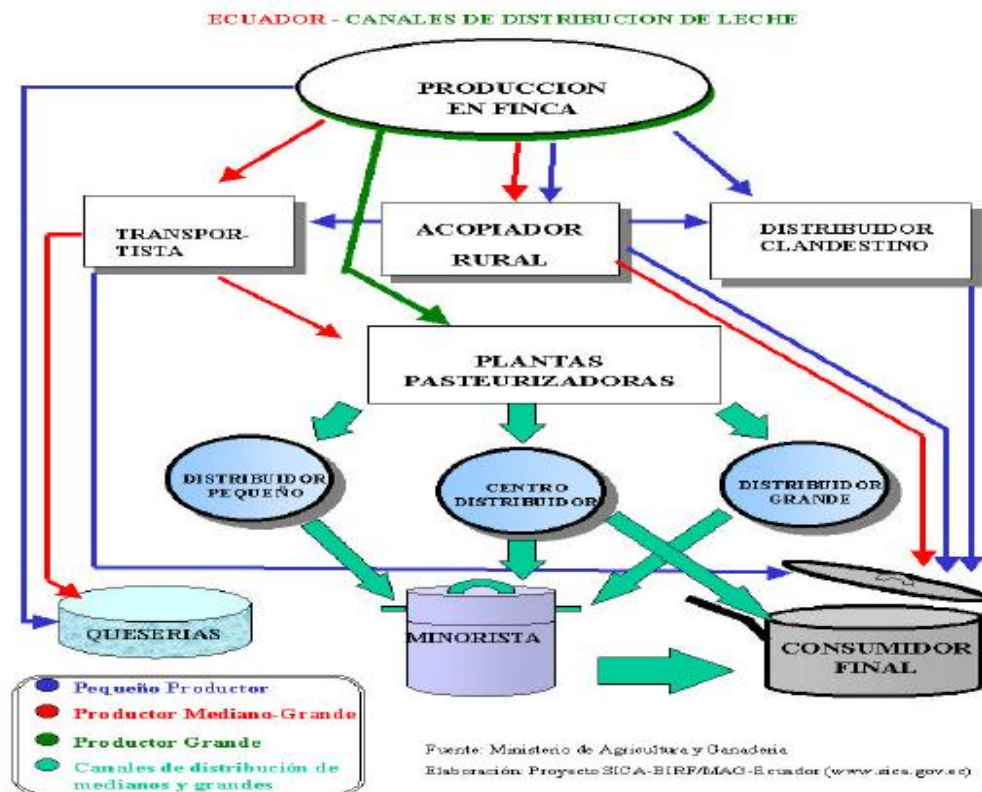 ECUADOR - CANALES DE DISTRIBUCION DE LECHE
PRODUCCION
EN FINCA
TRANSPOR-
TISTA
ACOPIADOR
RURAL
DISTRIBUIDOR
CLANDESTINO
PLANTAS
PASTEURIZADORAS
DISTRIBUIDOR
PEQUEÑO
CENTRO
DISTRIBUIDOR
DISTRIBUIDOR
GRANDE
QUESERIAS
MINORISTA
CONSUMIDOR
FINAL
Pequeño Productor
Productor Mediano-Grande
Productor Grande
Canales de distribución de
medianos y grandes
Fuente: Ministerio de Agricultura y Ganaderia
Elaboración: Proyecto SICA-BIRF/MAG-Ecuador (www.sica.gov.ec)